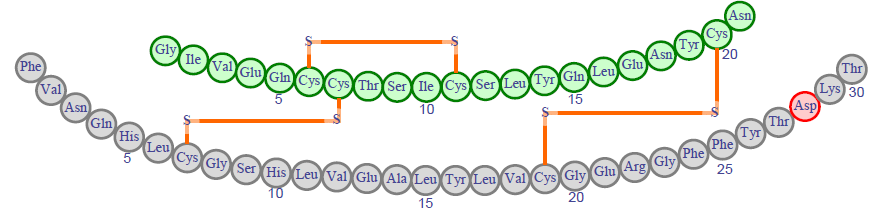 S S
Gly Ile Val Glu Gln Cys Cys Thr Ser Ile Cys Ser Leu Tyr Gln Leu Glu Asn Tyr Cys Asn
5 10 15 20
S S S S
Phe Val Asn Gln His Leu Cys Gly Ser His Leu Val Glu Ala Leu Tyr Leu Val Cys Gly Glu Arg Gly Phe Phe Tyr Thr Asp Lys Thr
5 10 15 20 25 30